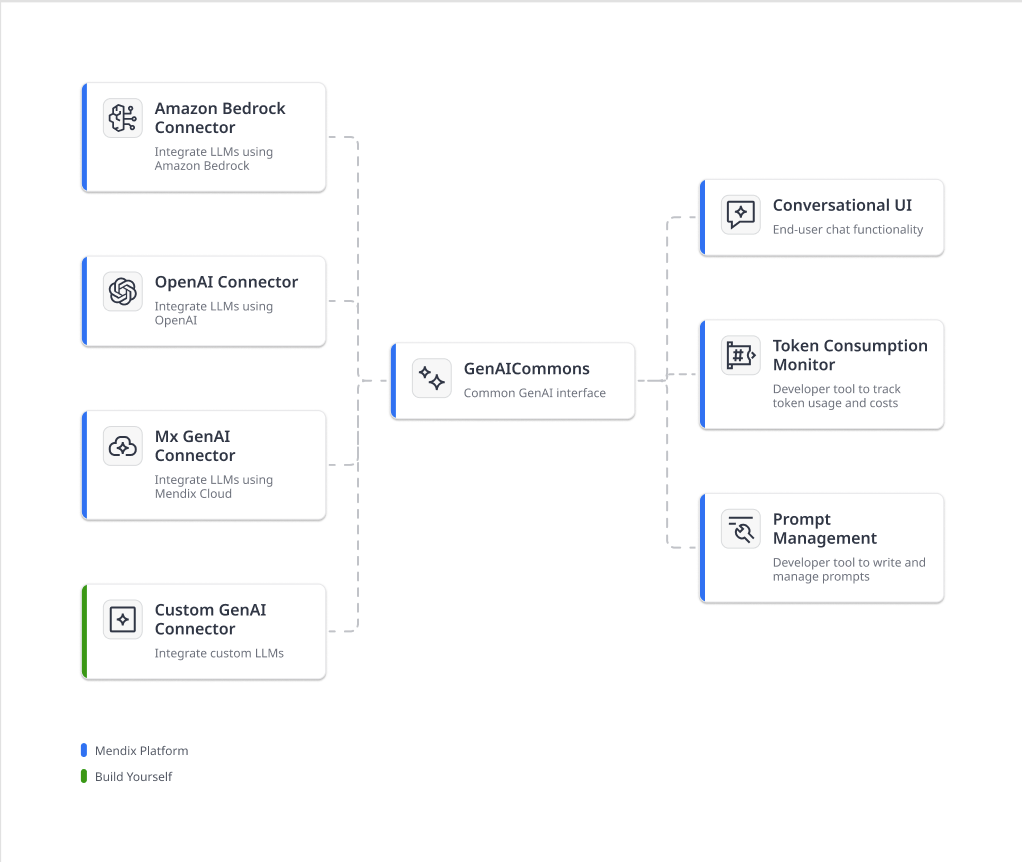 Amazon Bedrock
Connector
Integrate LLMs using
Amazon Bedrock
OpenAI Connector
Integrate LLMs using
OpenAI
Mx GenAI
Connector
Integrate LLMs using
Mendix Cloud
Custom GenAI
Connector
Integrate custom LLMs
GenAICommons
Common GenAI interface
Conversational UI
End-user chat functionality
Token Consumption
Monitor
Developer tool to track
token usage and costs
Prompt
Management
Developer tool to write and
manage prompts
Mendix Platform
Build Yourself